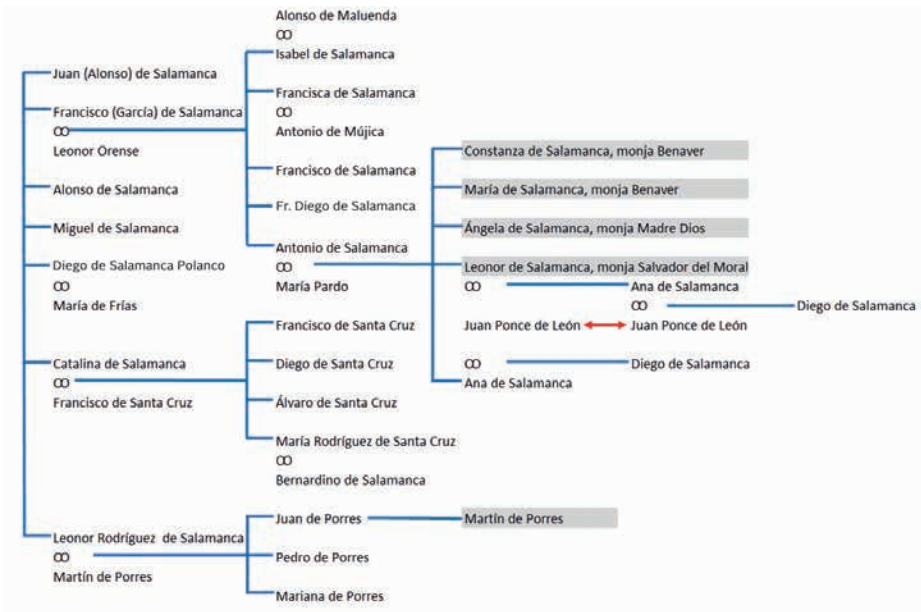 Alonso de Maluenda
ꝏ
Isabel de Salamanca
Juan (Alonso) de Salamanca
Francisca de Salamanca
Francisco (García) de Salamanca
ꝏ
ꝏ
Antonio de Mújica
Leonor Orense
Constanza de Salamanca, monja Benaver
Francisco de Salamanca
Alonso de Salamanca
María de Salamanca, monja Benaver
Fr. Diego de Salamanca
Miguel de Salamanca
Ángela de Salamanca, monja Madre Dios
Antonio de Salamanca
Diego de Salamanca Polanco
ꝏ
Leonor de Salamanca, monja Salvador del Moral
ꝏ
María Pardo
ꝏ
Ana de Salamanca
María de Frías
ꝏ
Diego de Salamanca
Francisco de Santa Cruz
Juan Ponce de León
Juan Ponce de León
Catalina de Salamanca
Diego de Santa Cruz
ꝏ
Diego de Salamanca
ꝏ
Ana de Salamanca
Francisco de Santa Cruz
Álvaro de Santa Cruz
María Rodríguez de Santa Cruz
ꝏ
Bernardino de Salamanca
Juan de Porres
Martín de Porres
Leonor Rodríguez de Salamanca
ꝏ
Pedro de Porres
Martín de Porres
Mariana de Porres